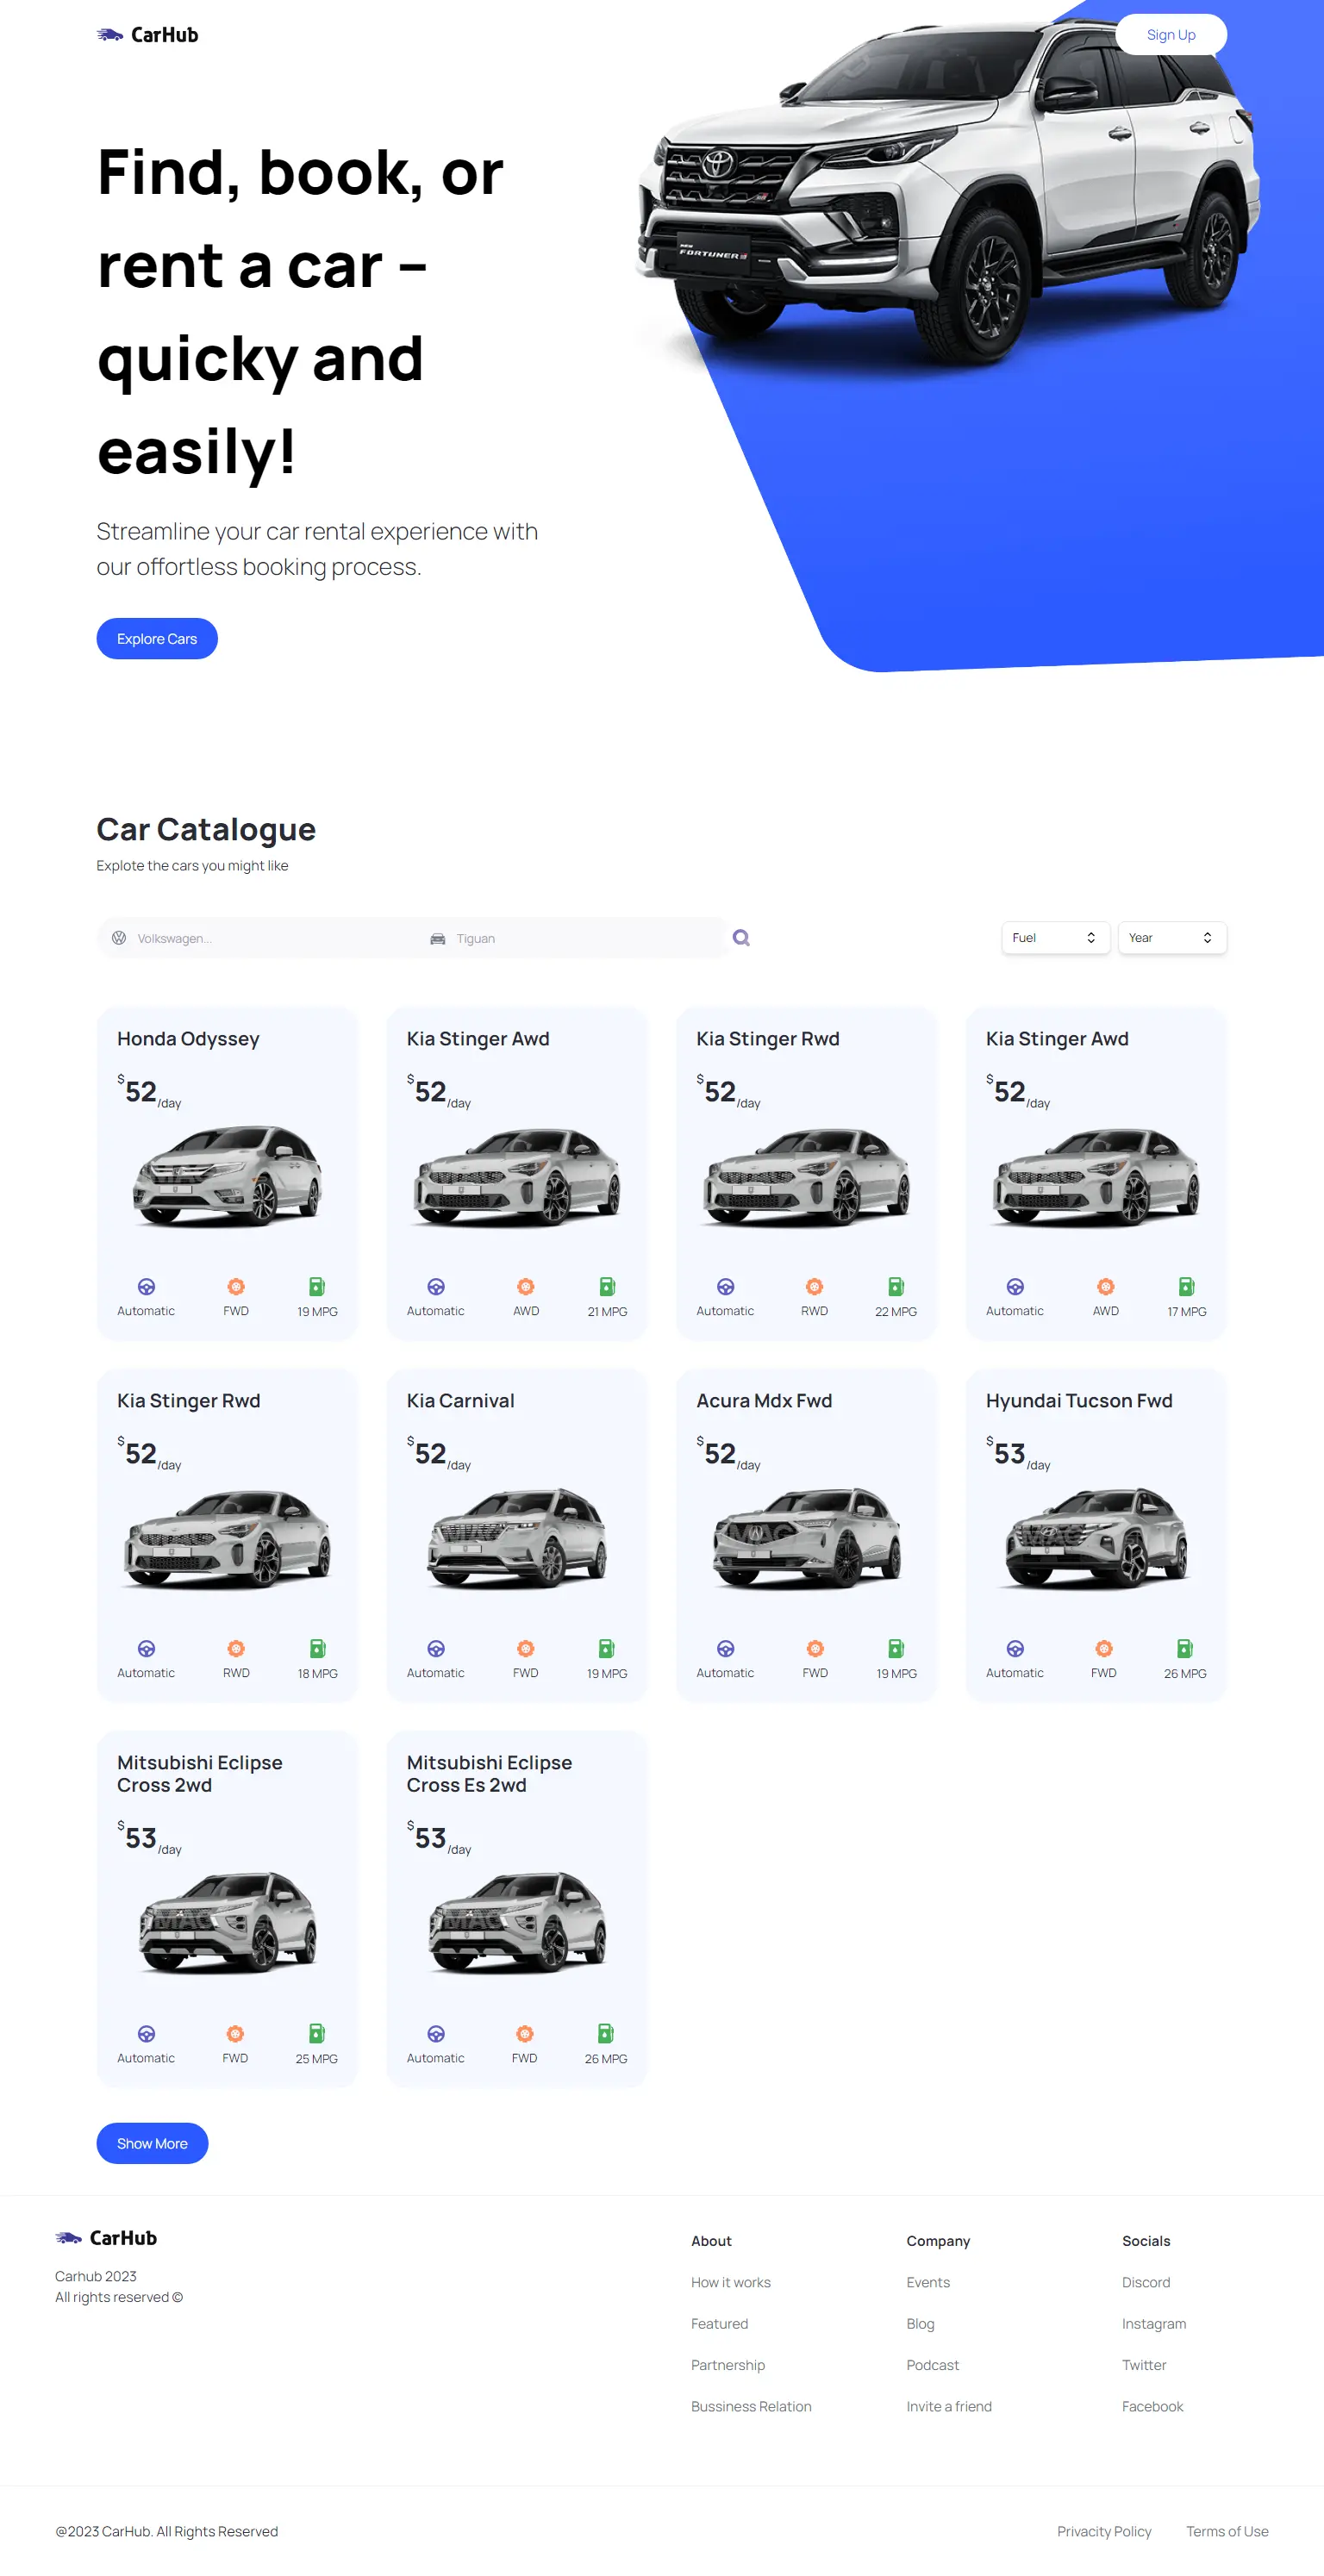 CarHub
Sign Up
Find, book, or
rent a car –
quicky and
easily!
NEW
FORTUNER
Streamline your car rental experience with
our offortless booking process.
Explore Cars
Car Catalogue
Explote the cars you might like
Volkswagen...
Tiguan
Fuel
Year
Honda Odyssey
$52/day
Automatic
FWD
19 MPG
Kia Stinger Awd
$52/day
Automatic
AWD
21 MPG
Kia Stinger Rwd
$52/day
Automatic
RWD
22 MPG
Kia Stinger Awd
$52/day
Automatic
AWD
17 MPG
Kia Stinger Rwd
$52/day
Automatic
RWD
18 MPG
Kia Carnival
$52/day
Automatic
FWD
19 MPG
Acura Mdx Fwd
$52/day
Automatic
FWD
19 MPG
Hyundai Tucson Fwd
$53/day
Automatic
FWD
26 MPG
Mitsubishi Eclipse
Cross 2wd
$53/day
Automatic
FWD
25 MPG
Mitsubishi Eclipse
Cross Es 2wd
$53/day
Automatic
FWD
26 MPG
Show More
CarHub
Carhub 2023
All rights reserved ©
About
How it works
Featured
Partnership
Bussiness Relation
Company
Events
Blog
Podcast
Invite a friend
Socials
Discord
Instagram
Twitter
Facebook
@2023 CarHub. All Rights Reserved
Privacity Policy
Terms of Use